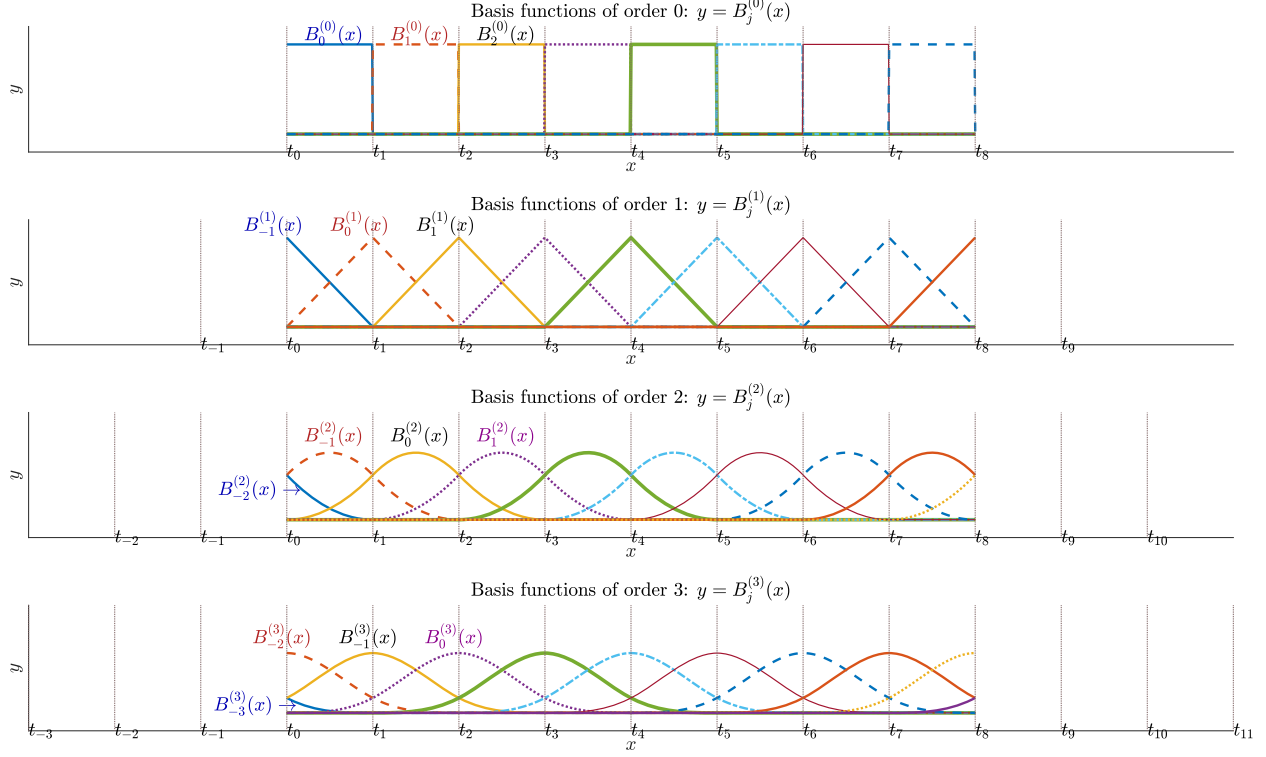 Basis functions of order 0: $y = B_j^{(0)}(x)$
$B_0^{(0)}(x)$ $B_1^{(0)}(x)$ $B_2^{(0)}(x)$
y
$t_0$ $t_1$ $t_2$ $t_3$ $t_4$ $t_5$ $t_6$ $t_7$ $t_8$
x
Basis functions of order 1: $y = B_j^{(1)}(x)$
$B_{-1}^{(1)}(x)$ $B_0^{(1)}(x)$ $B_1^{(1)}(x)$
y
$t_{-1}$ $t_0$ $t_1$ $t_2$ $t_3$ $t_4$ $t_5$ $t_6$ $t_7$ $t_8$ $t_9$
x
Basis functions of order 2: $y = B_j^{(2)}(x)$
$B_{-1}^{(2)}(x)$ $B_0^{(2)}(x)$ $B_1^{(2)}(x)$
y
$B_{-2}^{(2)}(x)$ →
$t_{-2}$ $t_{-1}$ $t_0$ $t_1$ $t_2$ $t_3$ $t_4$ $t_5$ $t_6$ $t_7$ $t_8$ $t_9$ $t_{10}$
x
Basis functions of order 3: $y = B_j^{(3)}(x)$
$B_{-2}^{(3)}(x)$ $B_{-1}^{(3)}(x)$ $B_0^{(3)}(x)$
y
$B_{-3}^{(3)}(x)$ →
$t_{-3}$ $t_{-2}$ $t_{-1}$ $t_0$ $t_1$ $t_2$ $t_3$ $t_4$ $t_5$ $t_6$ $t_7$ $t_8$ $t_9$ $t_{10}$ $t_{11}$
x